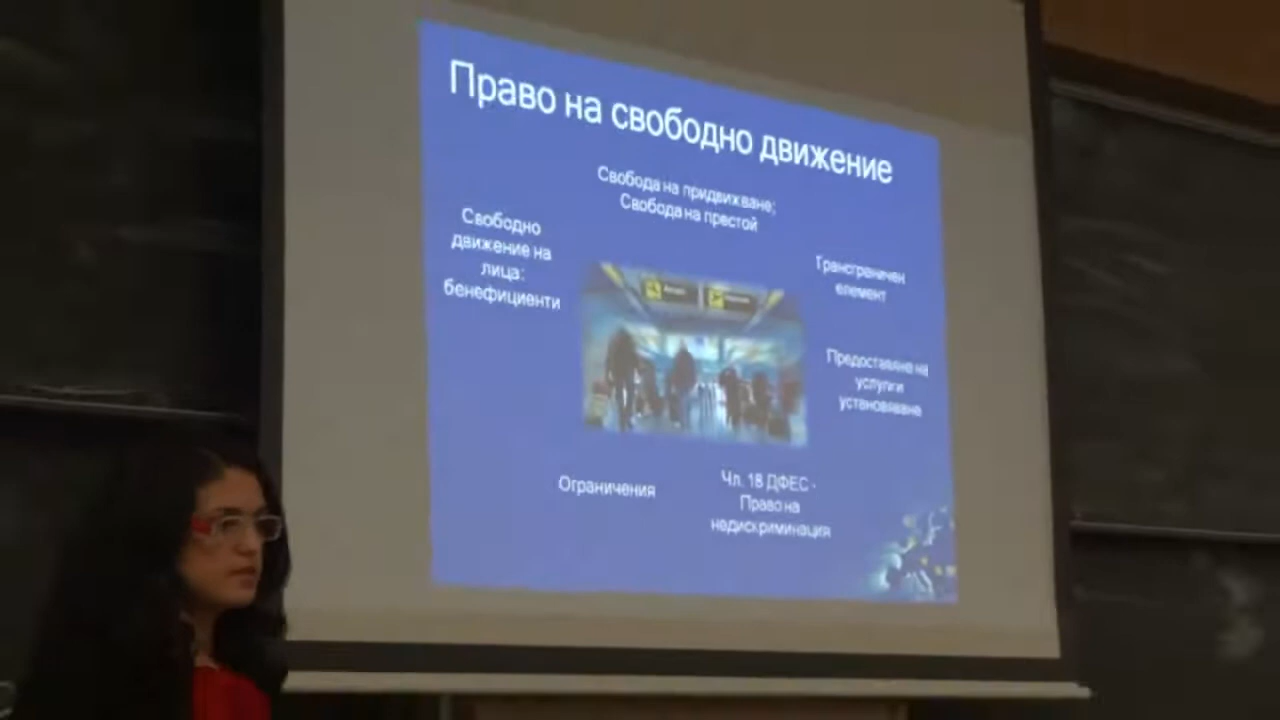 Право на свободно движение
Свобода на придвижване;
Свобода на престой
Свободно
движение на
лица:
бенефициенти
Трансграничен
елемент
Предоставяне на
услуги и
установяване
Ограничения
Чл. 18 ДФЕС -
Право на
недискриминация